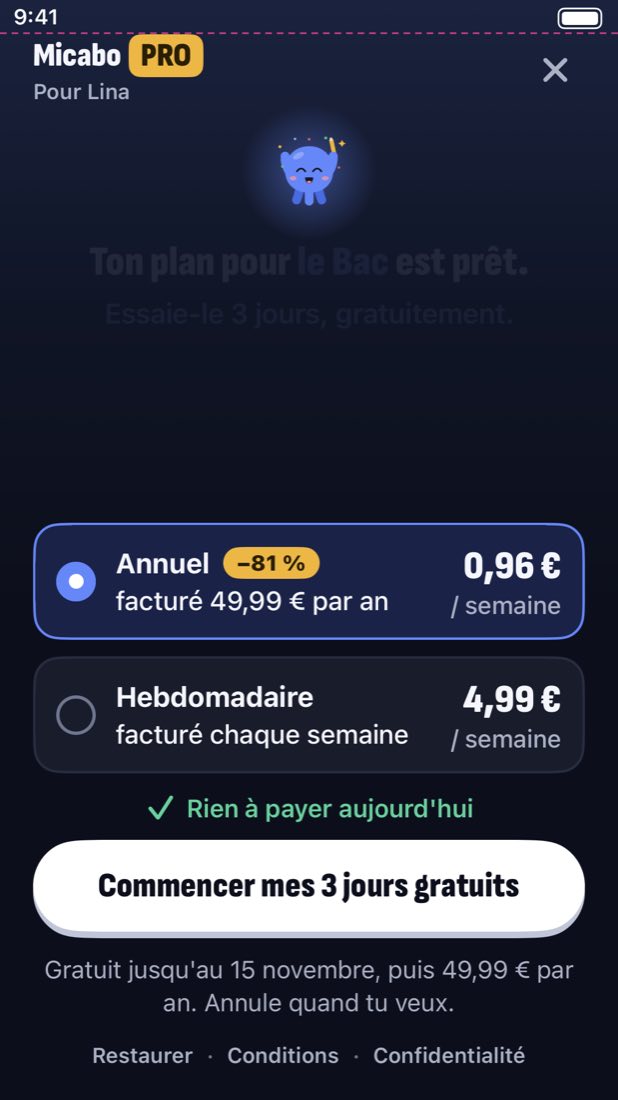 9:41
Micabo PRO
Pour Lina
Ton plan pour le Bac est prêt.
Essaie-le 3 jours, gratuitement.
Annuel −81 %
facturé 49,99 € par an
0,96 €
/ semaine
Hebdomadaire
facturé chaque semaine
4,99 €
/ semaine
Rien à payer aujourd'hui
Commencer mes 3 jours gratuits
Gratuit jusqu'au 15 novembre, puis 49,99 € par
an. Annule quand tu veux.
Restaurer · Conditions · Confidentialité